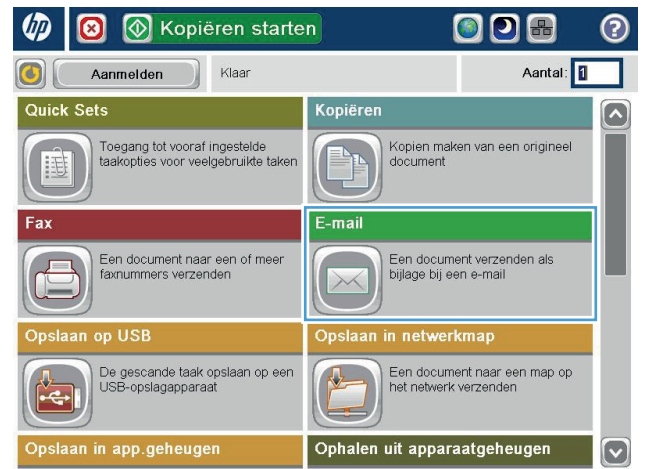 hp
Kopiëren starten
?
Aanmelden
Klaar
Aantal: 1
Quick Sets
Toegang tot vooraf ingestelde
taakopties voor veelgebruikte taken
Kopiëren
Kopien maken van een origineel
document
Fax
Een document naar een of meer
faxnummers verzenden
E-mail
Een document verzenden als
bijlage bij een e-mail
Opslaan op USB
De gescande taak opslaan op een
USB-opslagapparaat
Opslaan in netwerkmap
Een document naar een map op
het netwerk verzenden
Opslaan in app.geheugen
Ophalen uit apparaatgeheugen